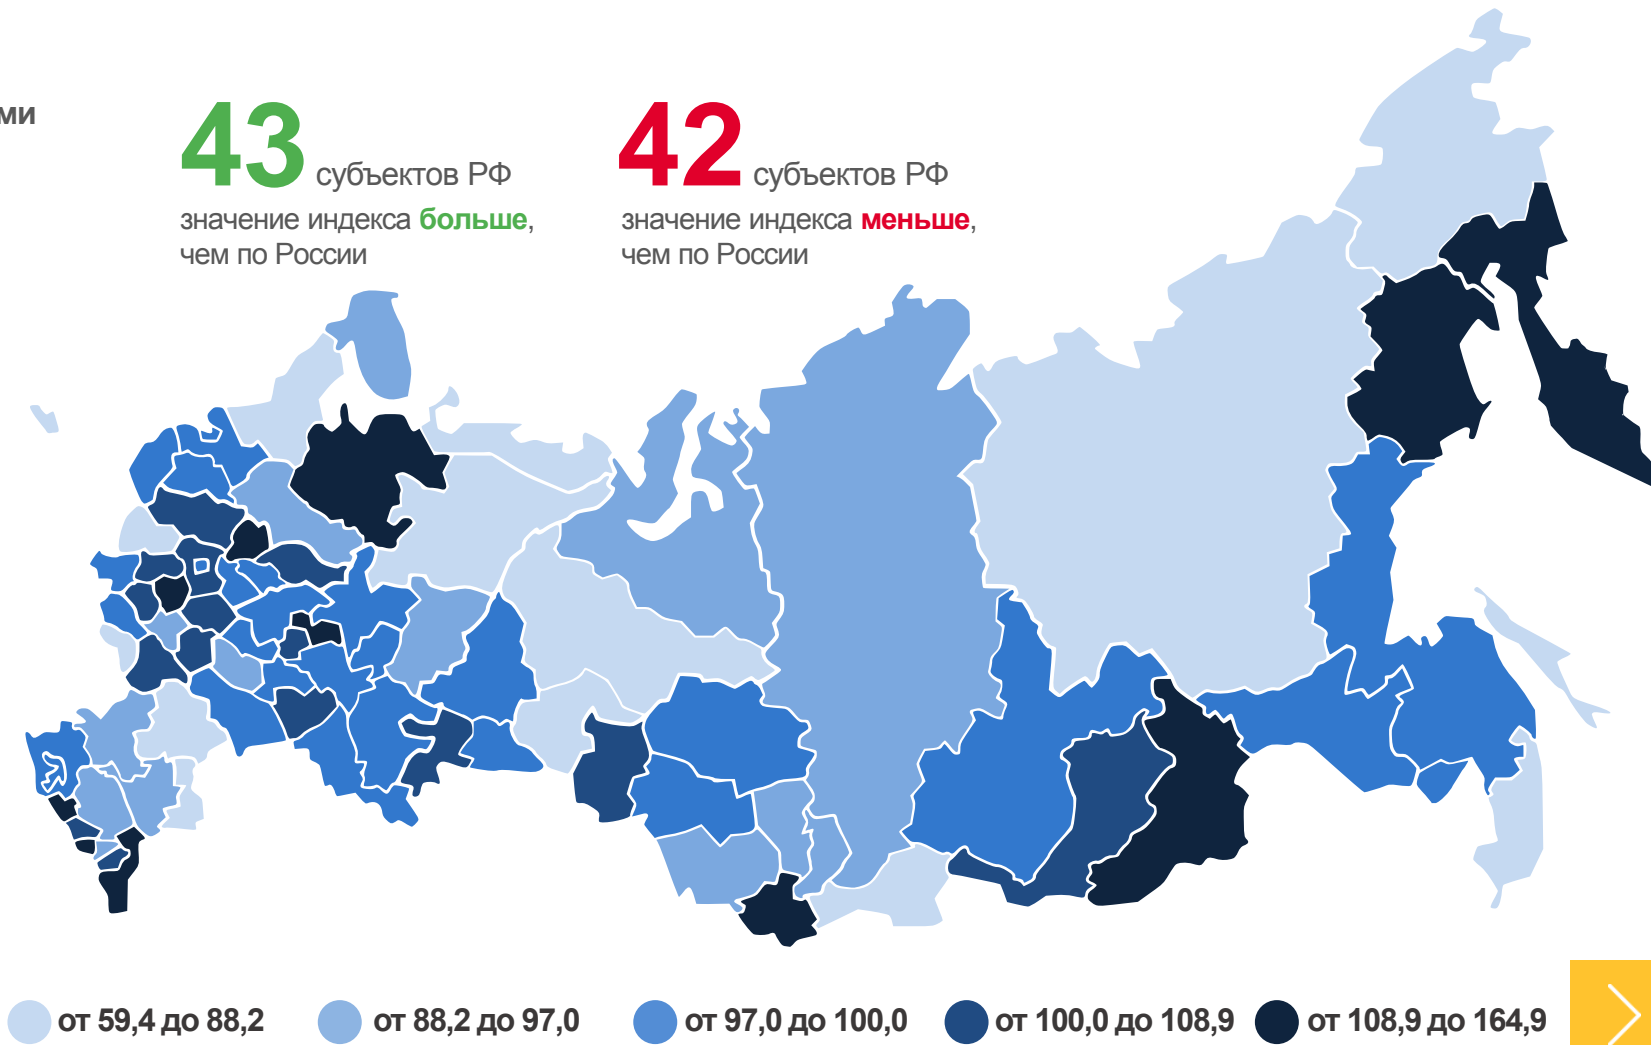 43 субъектов РФ
значение индекса больше,
чем по России
42 субъектов РФ
значение индекса меньше,
чем по России
от 59,4 до 88,2
от 88,2 до 97,0
от 97,0 до 100,0
от 100,0 до 108,9
от 108,9 до 164,9